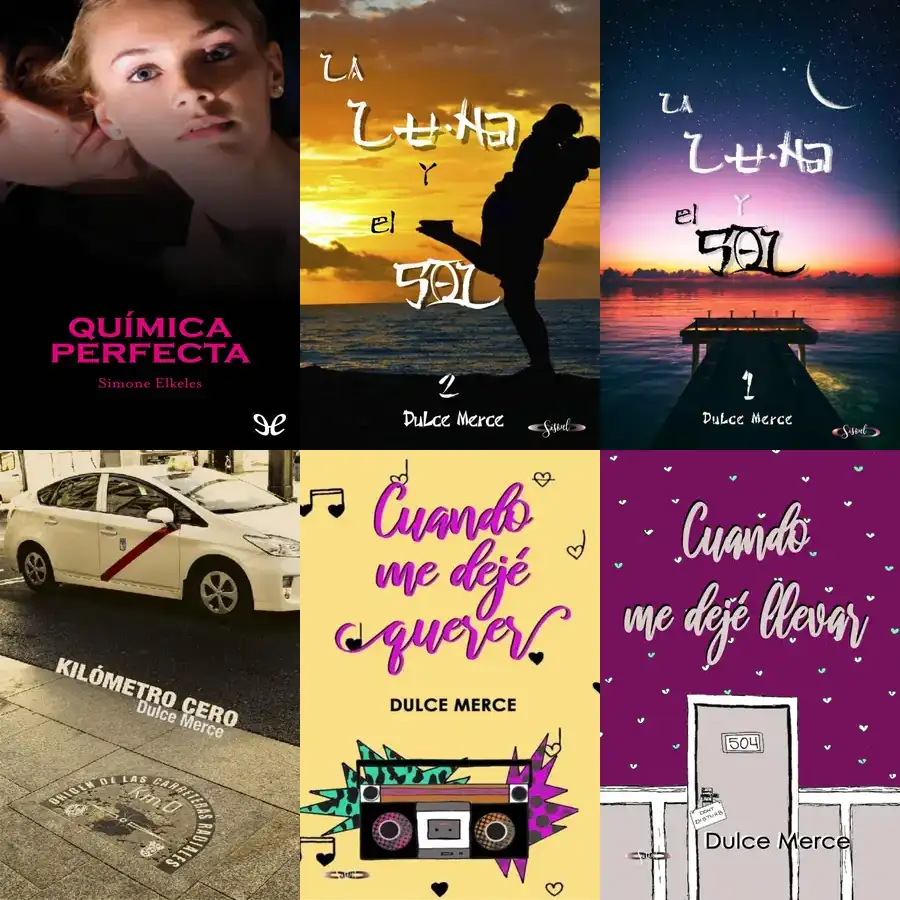 QUÍMICA
PERFECTA
Simone Elkeles
LA
LUNA
Y
el
SOL
2
Dulce Merce
Sisoul
LA
LUNA
Y
el
SOL
1
Dulce Merce
Sisoul
KILÓMETRO CERO
Dulce Merce
ORIGEN DE LAS CARRETERAS RADIALES
Km.0
Cuando
me dejé
querer
DULCE MERCE
Cuando
me dejé llevar
504
DON'T
DISTURB
Dulce Merce